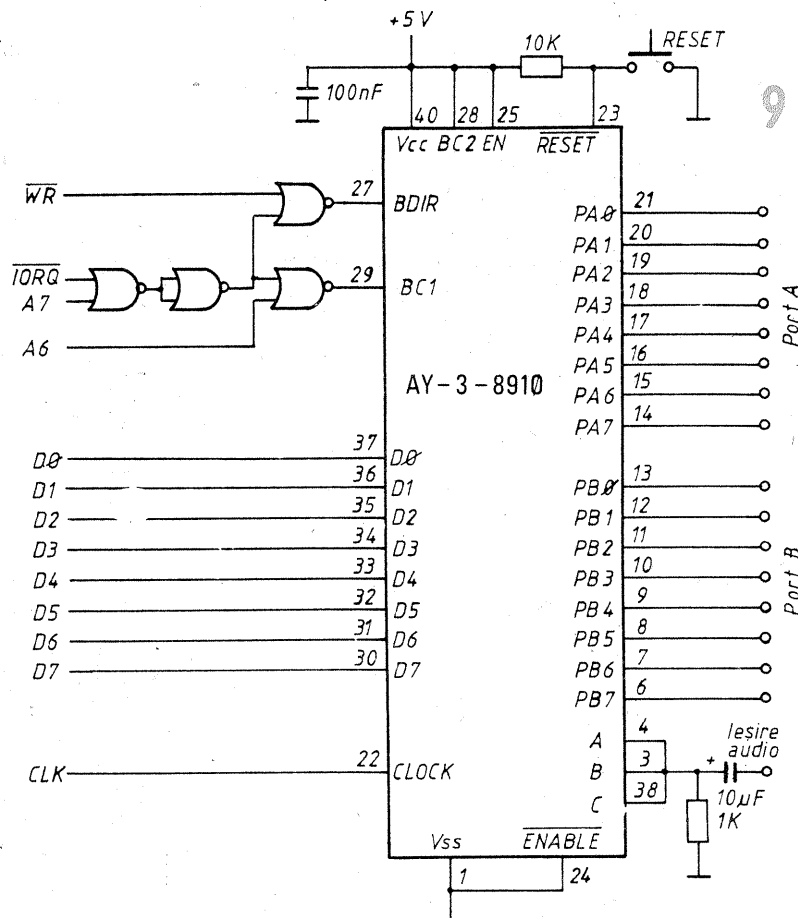 +5V
10K
RESET
100nF
40 28 25 23
Vcc BC2 EN RESET
9
WR
27
BDIR
IORQ
A7
29
BC1
A6
AY-3-8910
PA0 21
PA1 20
PA2 19
PA3 18
PA4 17
PA5 16
PA6 15
PA7 14
Port A
D0 37 D0
D1 36 D1
D2 35 D2
D3 34 D3
D4 33 D4
D5 32 D5
D6 31 D6
D7 30 D7
PB0 13
PB1 12
PB2 11
PB3 10
PB4 9
PB5 8
PB6 7
PB7 6
Port B
A 4
B 3
C 38
Ieșire
audio
+
10µF
1K
CLK 22 CLOCK
Vss ENABLE
1 24